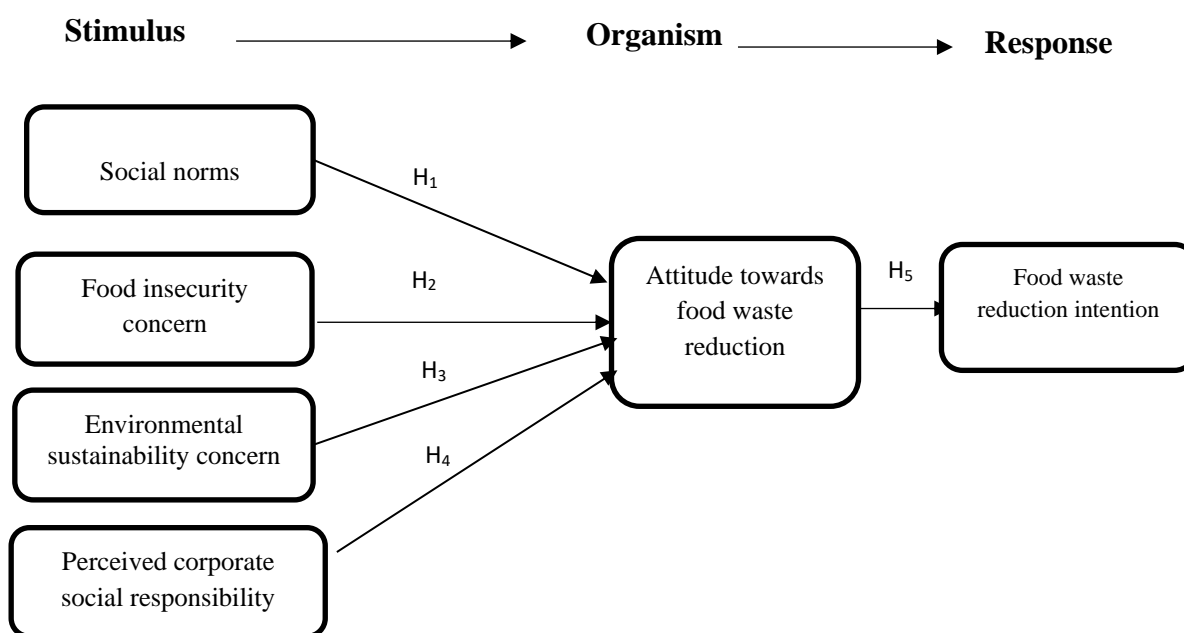 Stimulus
Organism
Response
Social norms
H₁
Food insecurity
concern
H₂
Environmental
sustainability concern
H₃
Perceived corporate
social responsibility
H₄
Attitude towards
food waste
reduction
H₅
Food waste
reduction intention